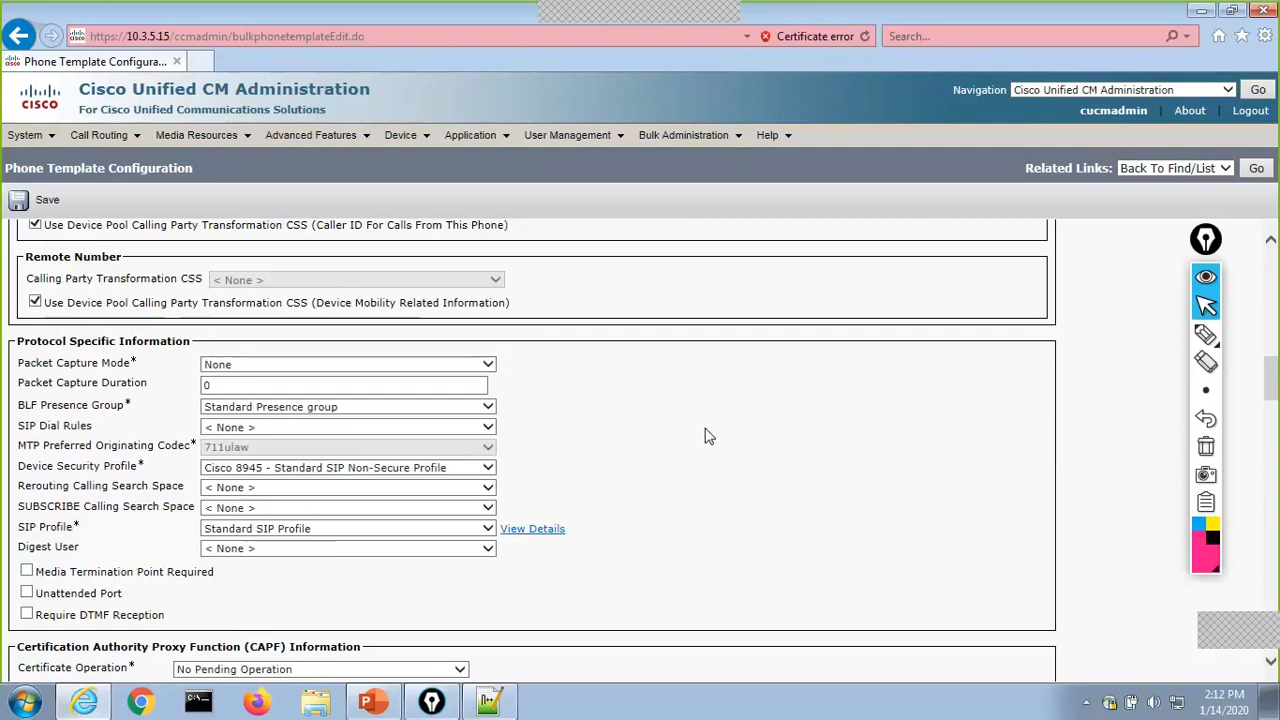 https://10.3.5.15/ccmadmin/bulkphonetemplateEdit.do
Certificate error
Search...
Phone Template Configura...
CISCO
Cisco Unified CM Administration
For Cisco Unified Communications Solutions
Navigation Cisco Unified CM Administration Go
cucmadmin About Logout
System Call Routing Media Resources Advanced Features Device Application User Management Bulk Administration Help
Phone Template Configuration
Related Links: Back To Find/List Go
Save
Use Device Pool Calling Party Transformation CSS (Caller ID For Calls From This Phone)
Remote Number
Calling Party Transformation CSS < None >
Use Device Pool Calling Party Transformation CSS (Device Mobility Related Information)
Protocol Specific Information
Packet Capture Mode* None
Packet Capture Duration 0
BLF Presence Group* Standard Presence group
SIP Dial Rules < None >
MTP Preferred Originating Codec* 711ulaw
Device Security Profile* Cisco 8945 - Standard SIP Non-Secure Profile
Rerouting Calling Search Space < None >
SUBSCRIBE Calling Search Space < None >
SIP Profile* Standard SIP Profile View Details
Digest User < None >
Media Termination Point Required
Unattended Port
Require DTMF Reception
Certification Authority Proxy Function (CAPF) Information
Certificate Operation* No Pending Operation
2:12 PM
1/14/2020